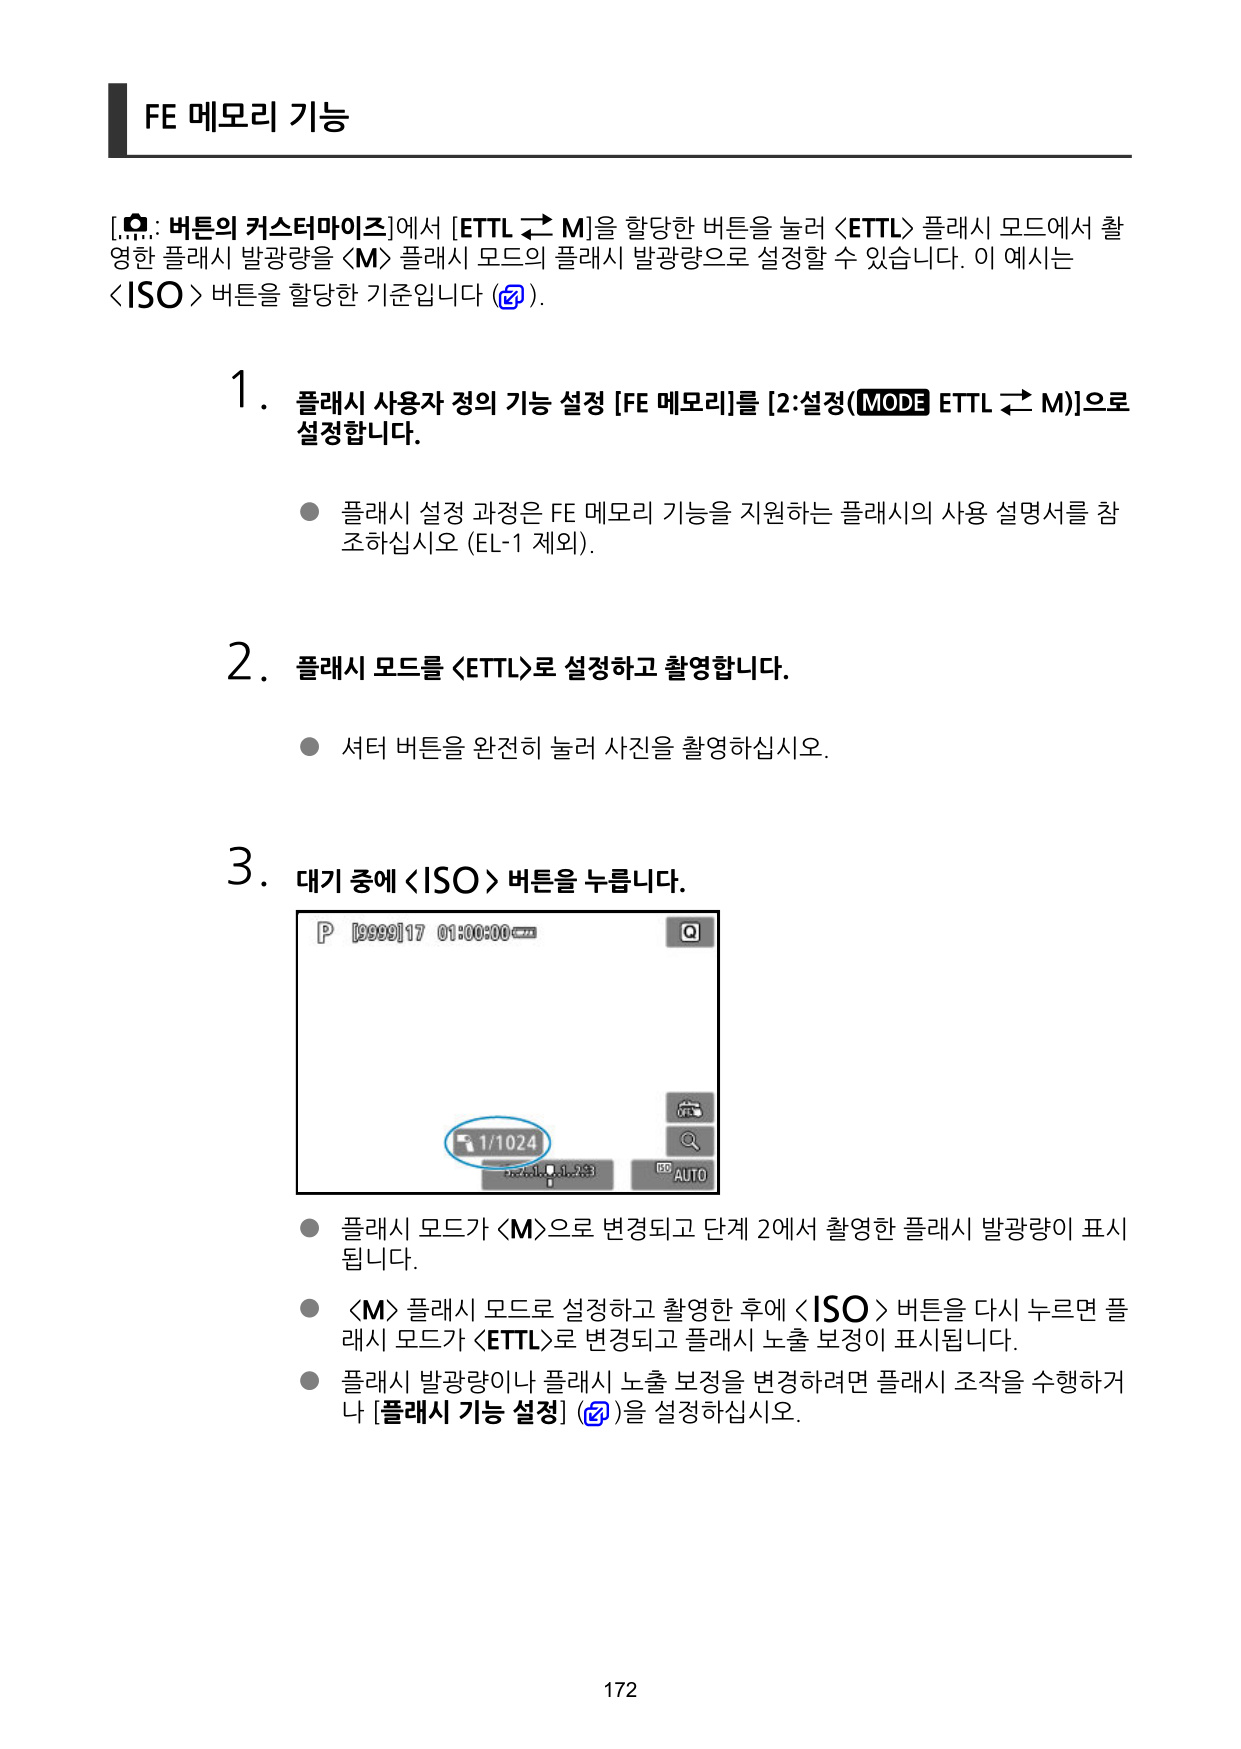 FE 메모리 기능
[: 버튼의 커스터마이즈]에서 [ETTL ⇄ M]을 할당한 버튼을 눌러 <ETTL> 플래시 모드에서 촬
영한 플래시 발광량을 <M> 플래시 모드의 플래시 발광량으로 설정할 수 있습니다. 이 예시는
<ISO> 버튼을 할당한 기준입니다 ( ).
1. 플래시 사용자 정의 기능 설정 [FE 메모리]를 [2:설정(MODE ETTL ⇄ M)]으로
설정합니다.
● 플래시 설정 과정은 FE 메모리 기능을 지원하는 플래시의 사용 설명서를 참
조하십시오 (EL-1 제외).
2. 플래시 모드를 <ETTL>로 설정하고 촬영합니다.
● 셔터 버튼을 완전히 눌러 사진을 촬영하십시오.
3. 대기 중에 <ISO> 버튼을 누릅니다.
P [9999]17 01:00:00 Q
1/1024
ISO AUTO
● 플래시 모드가 <M>으로 변경되고 단계 2에서 촬영한 플래시 발광량이 표시
됩니다.
● <M> 플래시 모드로 설정하고 촬영한 후에 <ISO> 버튼을 다시 누르면 플
래시 모드가 <ETTL>로 변경되고 플래시 노출 보정이 표시됩니다.
● 플래시 발광량이나 플래시 노출 보정을 변경하려면 플래시 조작을 수행하거
나 [플래시 기능 설정] ( )을 설정하십시오.
172